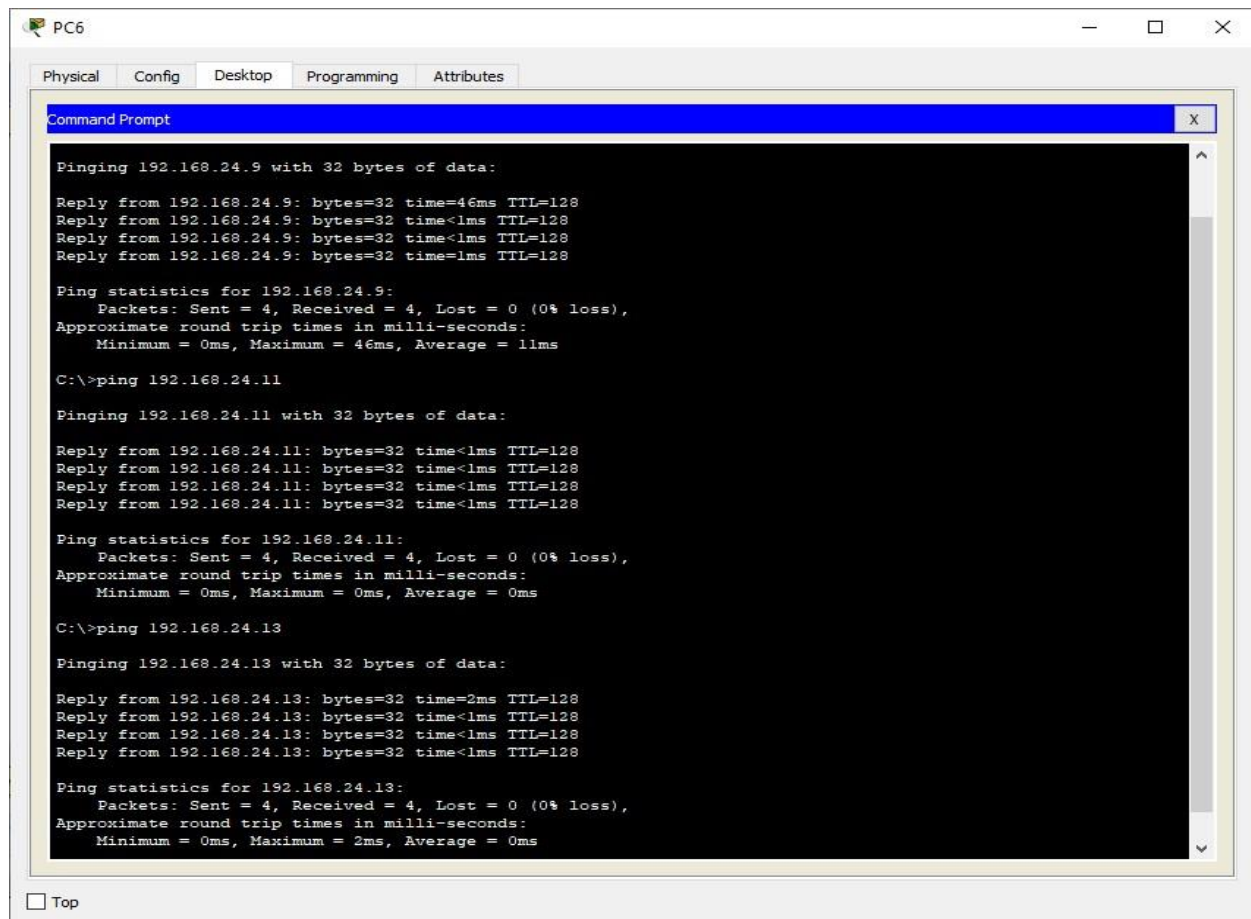 PC6
Physical Config Desktop Programming Attributes
Command Prompt X
Pinging 192.168.24.9 with 32 bytes of data:
Reply from 192.168.24.9: bytes=32 time=46ms TTL=128
Reply from 192.168.24.9: bytes=32 time<1ms TTL=128
Reply from 192.168.24.9: bytes=32 time<1ms TTL=128
Reply from 192.168.24.9: bytes=32 time=1ms TTL=128
Ping statistics for 192.168.24.9:
Packets: Sent = 4, Received = 4, Lost = 0 (0% loss),
Approximate round trip times in milli-seconds:
Minimum = 0ms, Maximum = 46ms, Average = 11ms
C:\>ping 192.168.24.11
Pinging 192.168.24.11 with 32 bytes of data:
Reply from 192.168.24.11: bytes=32 time<1ms TTL=128
Reply from 192.168.24.11: bytes=32 time<1ms TTL=128
Reply from 192.168.24.11: bytes=32 time<1ms TTL=128
Reply from 192.168.24.11: bytes=32 time<1ms TTL=128
Ping statistics for 192.168.24.11:
Packets: Sent = 4, Received = 4, Lost = 0 (0% loss),
Approximate round trip times in milli-seconds:
Minimum = 0ms, Maximum = 0ms, Average = 0ms
C:\>ping 192.168.24.13
Pinging 192.168.24.13 with 32 bytes of data:
Reply from 192.168.24.13: bytes=32 time=2ms TTL=128
Reply from 192.168.24.13: bytes=32 time<1ms TTL=128
Reply from 192.168.24.13: bytes=32 time<1ms TTL=128
Reply from 192.168.24.13: bytes=32 time<1ms TTL=128
Ping statistics for 192.168.24.13:
Packets: Sent = 4, Received = 4, Lost = 0 (0% loss),
Approximate round trip times in milli-seconds:
Minimum = 0ms, Maximum = 2ms, Average = 0ms
Top